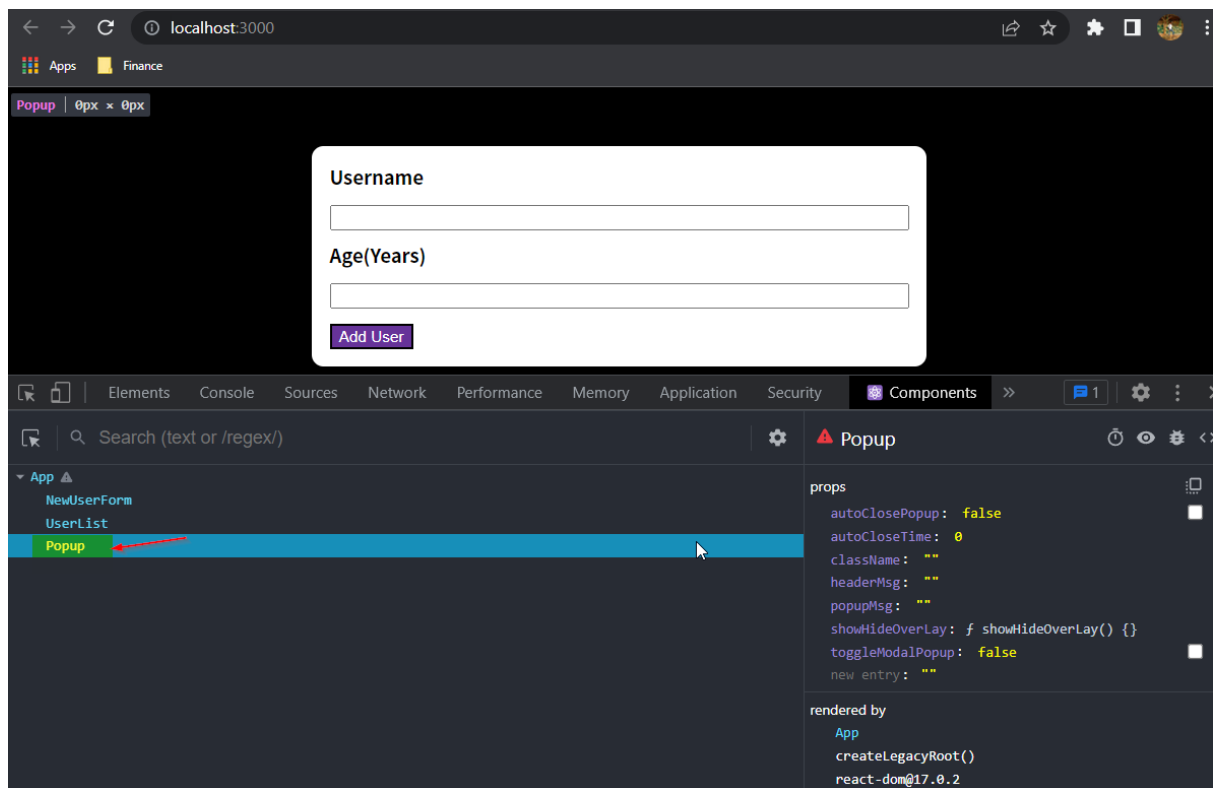 localhost:3000
Apps Finance
Popup | 0px × 0px
Username
Age(Years)
Add User
Elements Console Sources Network Performance Memory Application Security Components » 1
Search (text or /regex/)
Popup
App
NewUserForm
UserList
Popup
props
autoClosePopup: false
autoCloseTime: 0
className: ""
headerMsg: ""
popupMsg: ""
showHideOverLay: ƒ showHideOverLay() {}
toggleModalPopup: false
new entry: ""
rendered by
App
createLegacyRoot()
react-dom@17.0.2